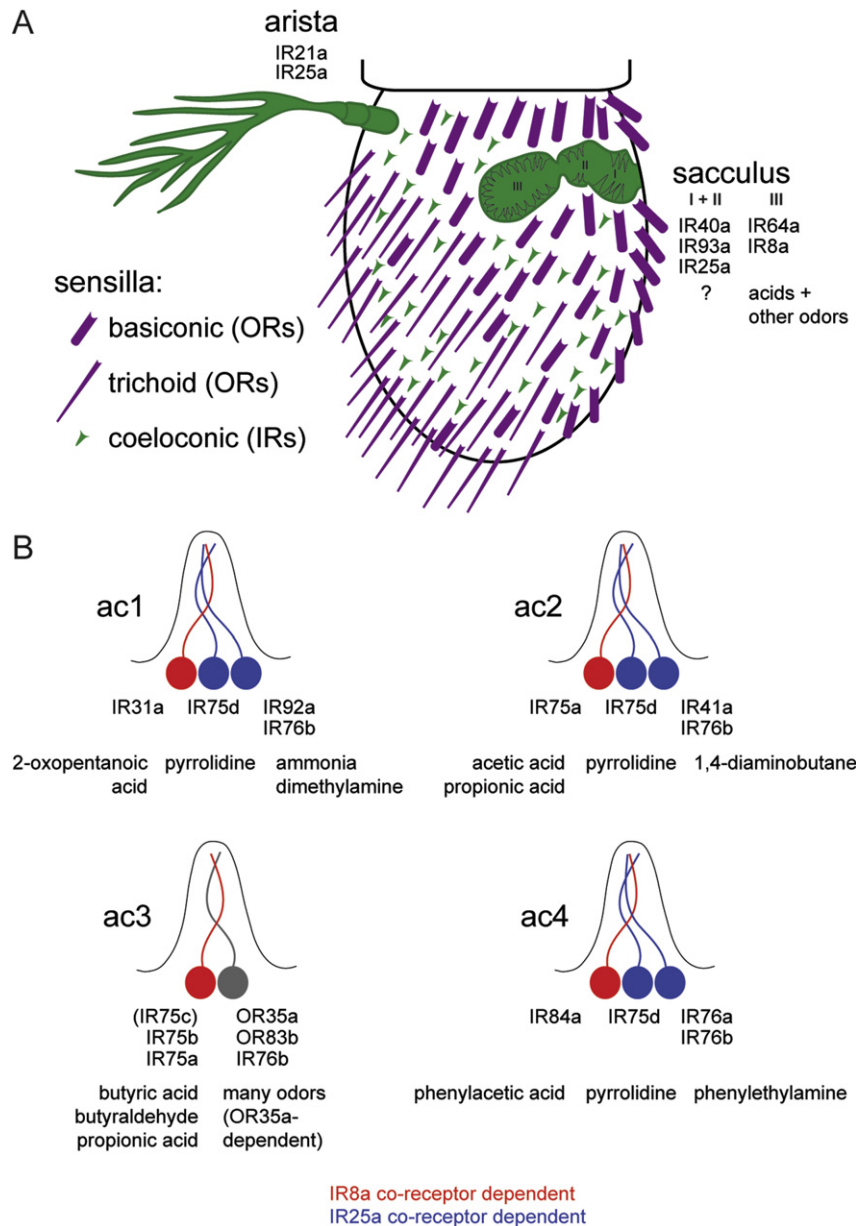 A
arista
IR21a
IR25a
III
II
I
sacculus
I + II III
IR40a IR64a
IR93a IR8a
IR25a
? acids +
other odors
sensilla:
basiconic (ORs)
trichoid (ORs)
coeloconic (IRs)
B
ac1
IR31a IR75d IR92a
IR76b
2-oxopentanoic pyrrolidine ammonia
acid dimethylamine
ac2
IR75a IR75d IR41a
IR76b
acetic acid pyrrolidine 1,4-diaminobutane
propionic acid
ac3
(IR75c) OR35a
IR75b OR83b
IR75a IR76b
butyric acid many odors
butyraldehyde (OR35a-
propionic acid dependent)
ac4
IR84a IR75d IR76a
IR76b
phenylacetic acid pyrrolidine phenylethylamine
IR8a co-receptor dependent
IR25a co-receptor dependent